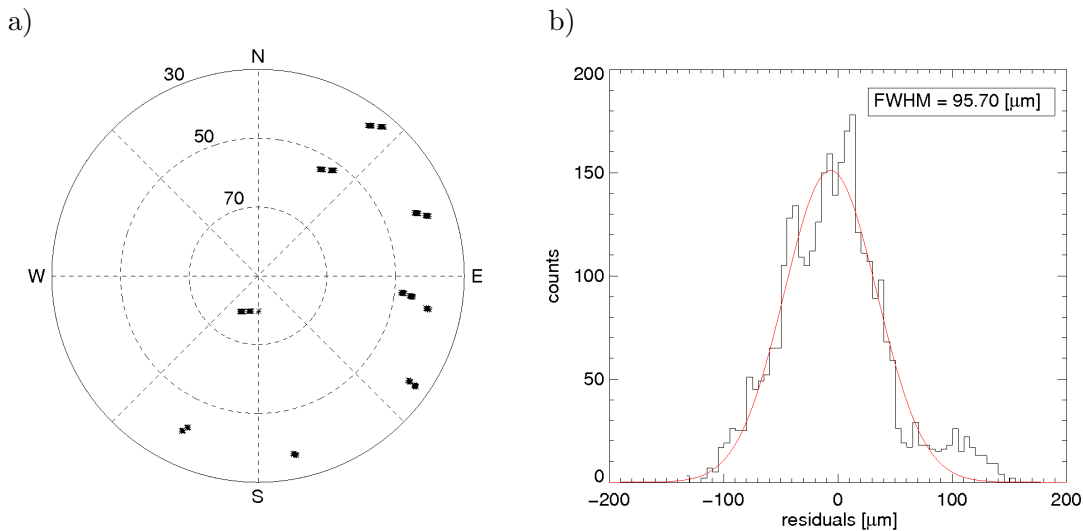 a)
N
30
50
70
W
E
S
b)
200
150
100
50
0
counts
FWHM = 95.70 [μm]
−200
−100
0
100
200
residuals [μm]